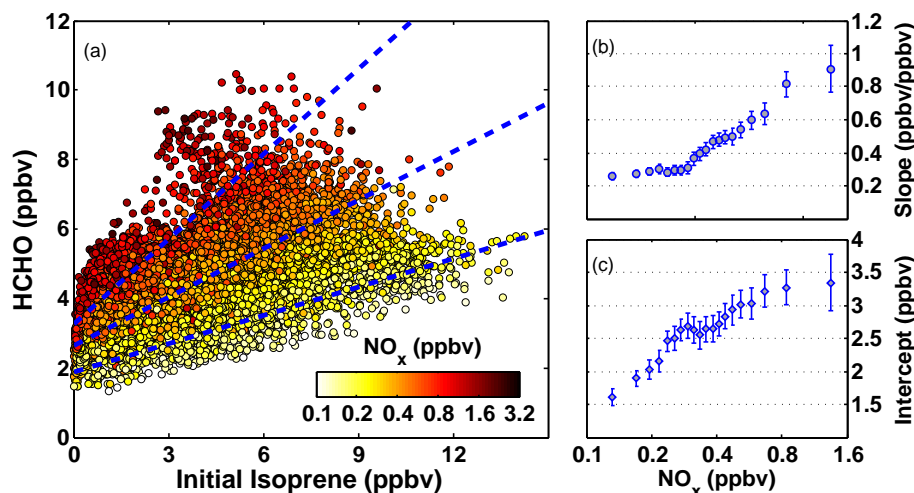 12
10
8
6
4
2
0
HCHO (ppbv)
(a)
NOx (ppbv)
0.1 0.2 0.4 0.8 1.6 3.2
0 3 6 9 12
Initial Isoprene (ppbv)
(b)
1.2
1
0.8
0.6
0.4
0.2
Slope (ppbv/ppbv)
(c)
4
3.5
3
2.5
2
1.5
Intercept (ppbv)
0.1 0.2 0.4 0.8 1.6
NOx (ppbv)